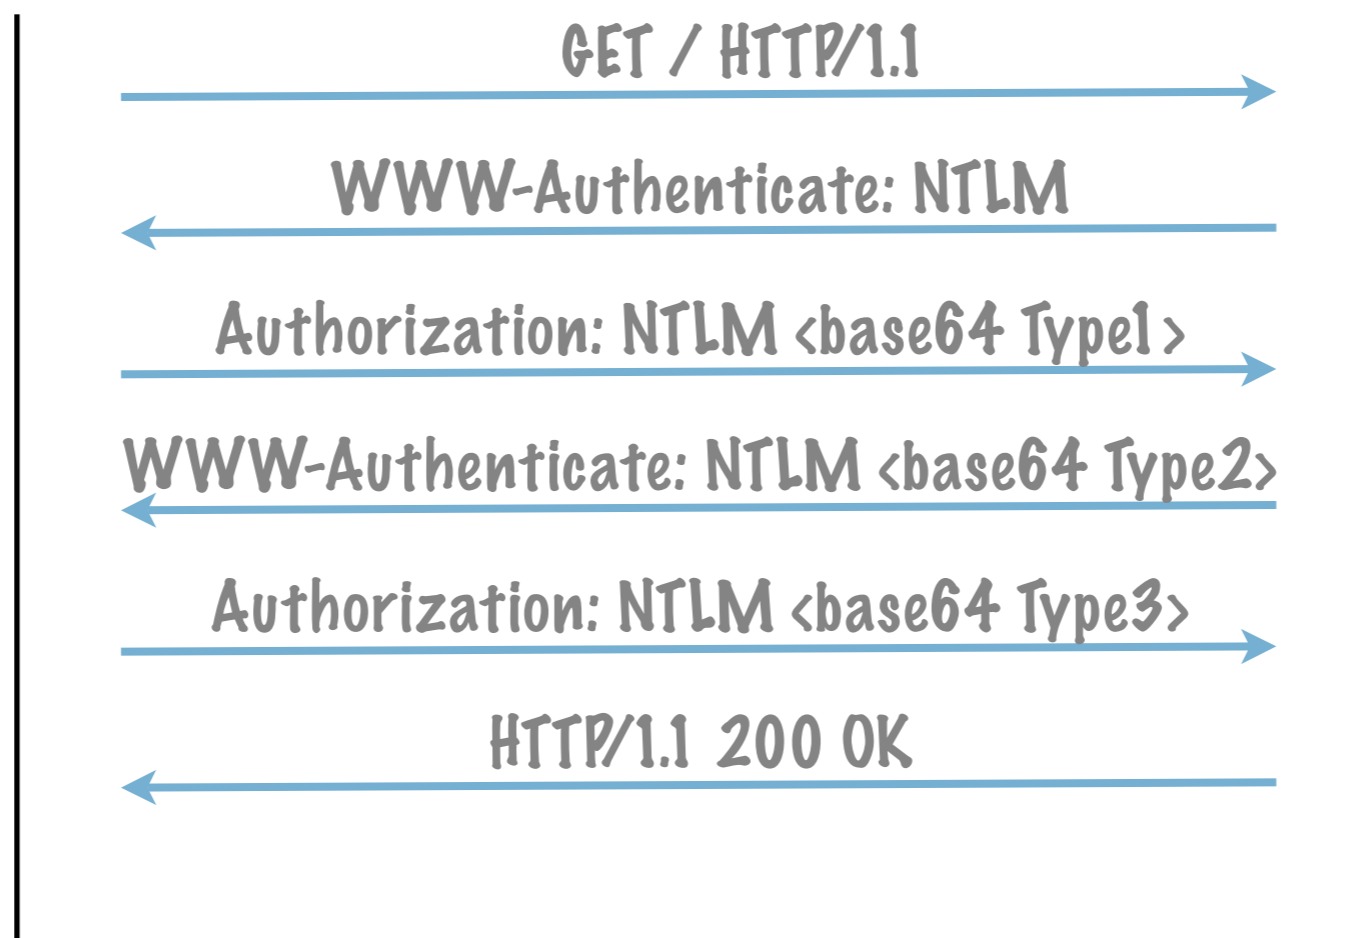 GET / HTTP/1.1
WWW-Authenticate: NTLM
Authorization: NTLM <base64 Type1>
WWW-Authenticate: NTLM <base64 Type2>
Authorization: NTLM <base64 Type3>
HTTP/1.1 200 OK